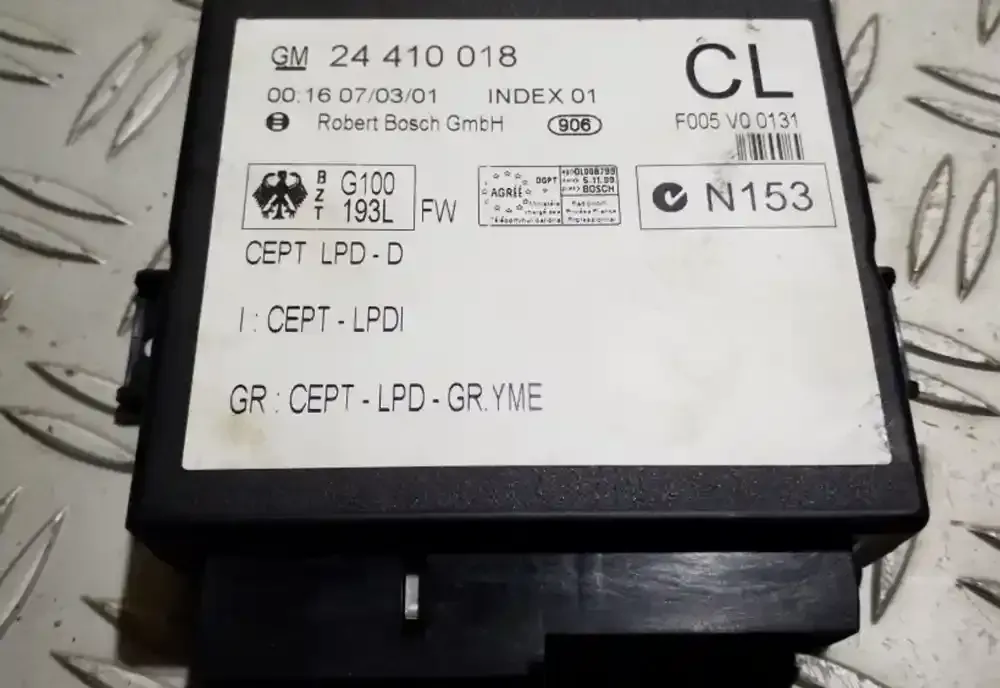 GM 24 410 018
CL
00:16 07/03/01 INDEX 01
Robert Bosch GmbH 906
F005 V0 0131
BZT G100 193L FW
AGRÉÉ DGPT
BOSCH
N153
CEPT LPD - D
I : CEPT - LPDI
GR : CEPT - LPD - GR.YME